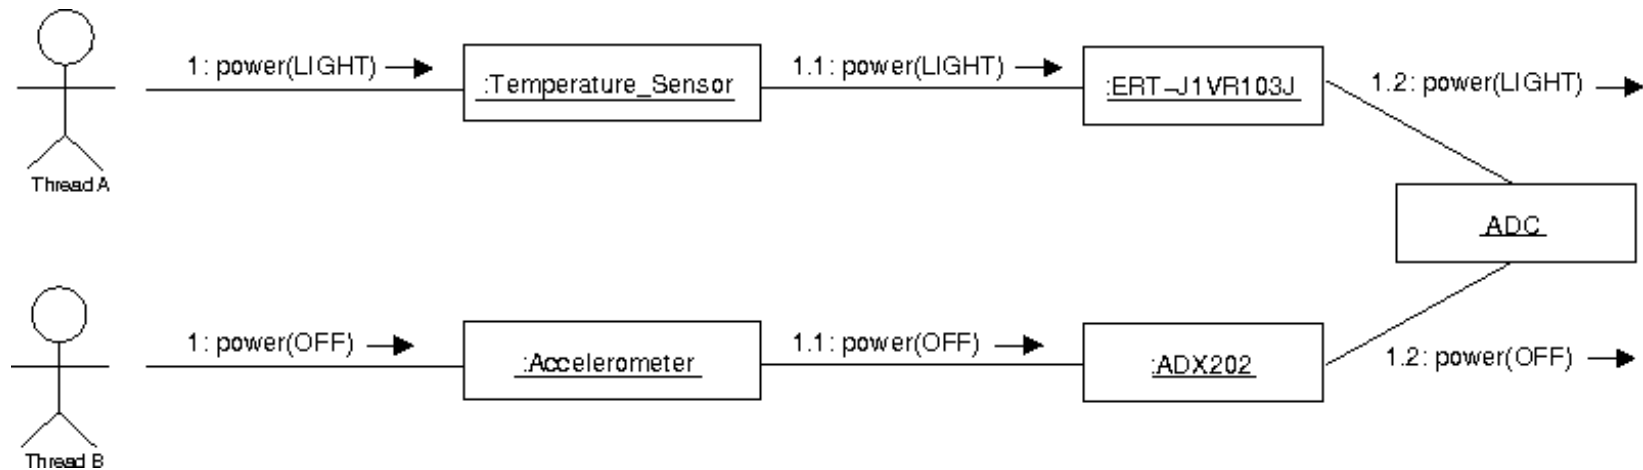 1: power(LIGHT)
:Temperature_Sensor
1.1: power(LIGHT)
:ERT-J1VR103J
1.2: power(LIGHT)
Thread A
ADC
1: power(OFF)
:Accelerometer
1.1: power(OFF)
:ADX202
1.2: power(OFF)
Thread B